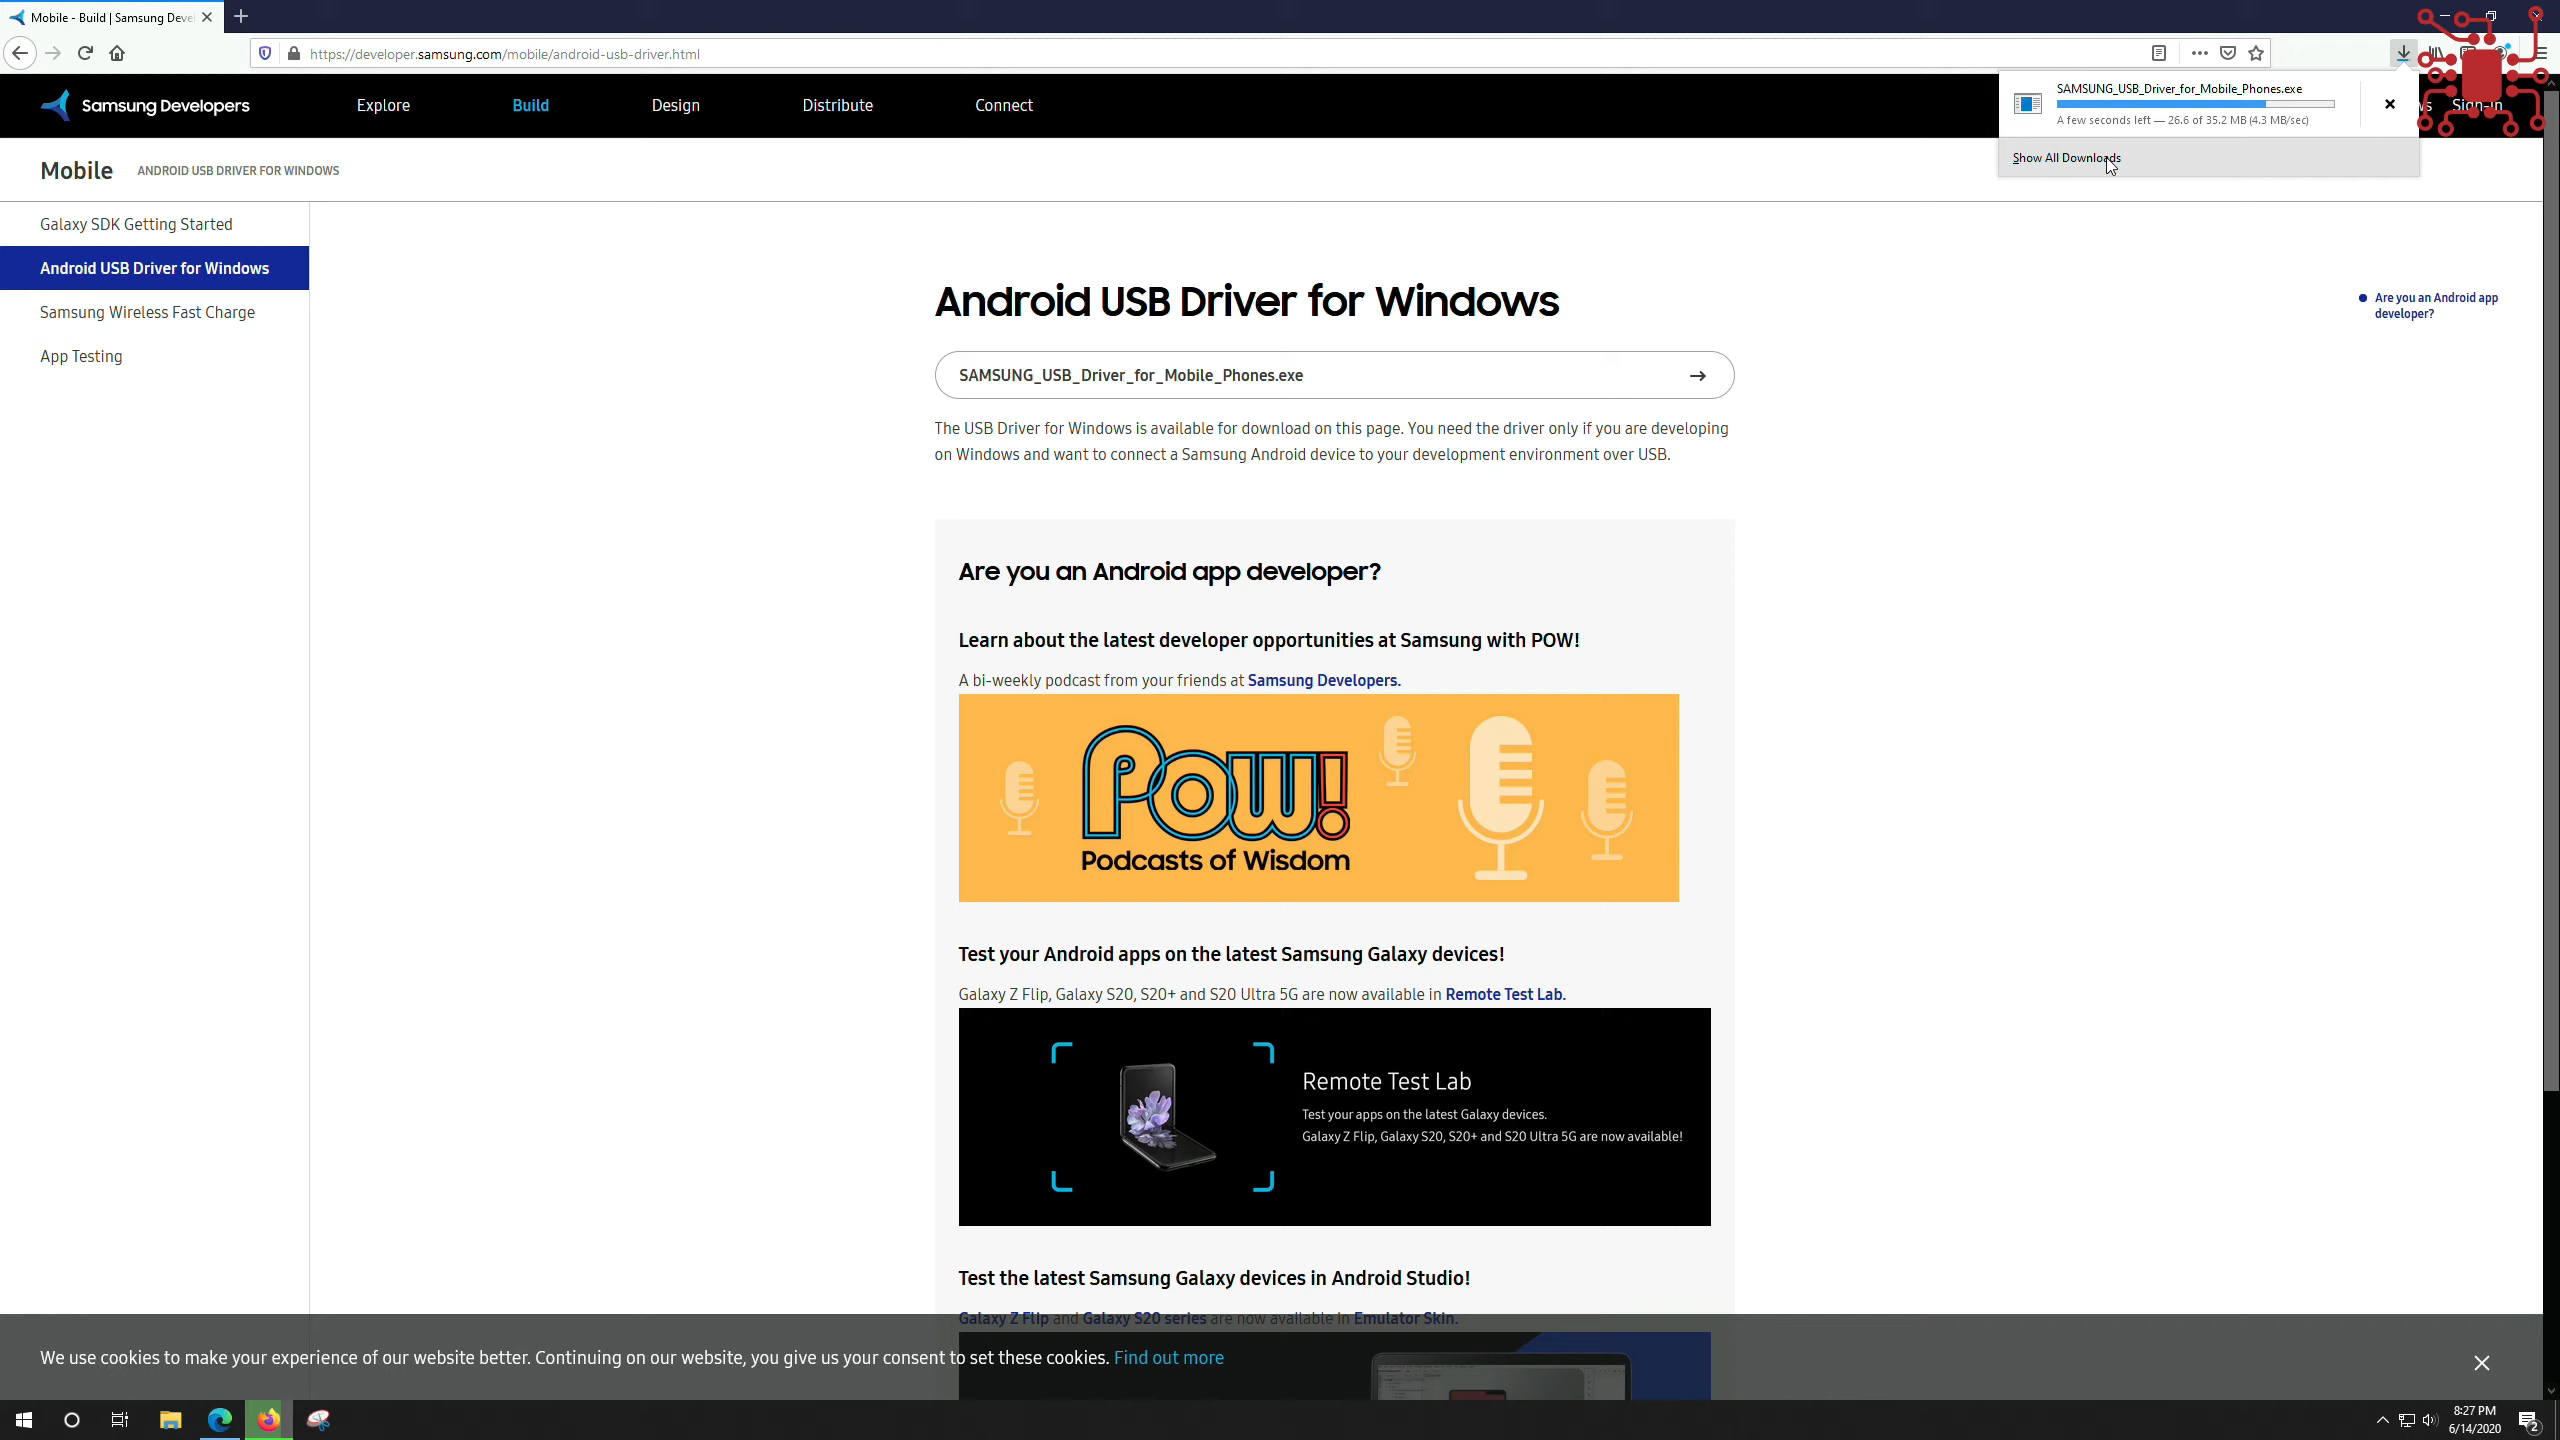 Mobile - Build | Samsung Deve
https://developer.samsung.com/mobile/android-usb-driver.html
SAMSUNG_USB_Driver_for_Mobile_Phones.exe
A few seconds left — 26.6 of 35.2 MB (4.3 MB/sec)
Show All Downloads
Samsung Developers
Explore
Build
Design
Distribute
Connect
Sign-In
Mobile
ANDROID USB DRIVER FOR WINDOWS
Galaxy SDK Getting Started
Android USB Driver for Windows
Samsung Wireless Fast Charge
App Testing
Android USB Driver for Windows
Are you an Android app
developer?
SAMSUNG_USB_Driver_for_Mobile_Phones.exe
The USB Driver for Windows is available for download on this page. You need the driver only if you are developing
on Windows and want to connect a Samsung Android device to your development environment over USB.
Are you an Android app developer?
Learn about the latest developer opportunities at Samsung with POW!
A bi-weekly podcast from your friends at Samsung Developers.
POW!
Podcasts of Wisdom
Test your Android apps on the latest Samsung Galaxy devices!
Galaxy Z Flip, Galaxy S20, S20+ and S20 Ultra 5G are now available in Remote Test Lab.
Remote Test Lab
Test your apps on the latest Galaxy devices.
Galaxy Z Flip, Galaxy S20, S20+ and S20 Ultra 5G are now available!
Test the latest Samsung Galaxy devices in Android Studio!
Galaxy Z Flip and Galaxy S20 series are now available in Emulator Skin.
We use cookies to make your experience of our website better. Continuing on our website, you give us your consent to set these cookies. Find out more
8:27 PM
6/14/2020
2